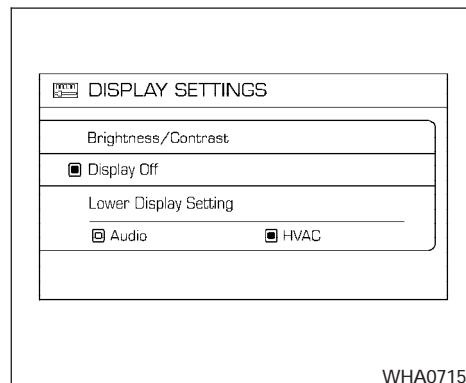 DISPLAY SETTINGS
Brightness/Contrast
Display Off
Lower Display Setting
Audio HVAC
WHA0715